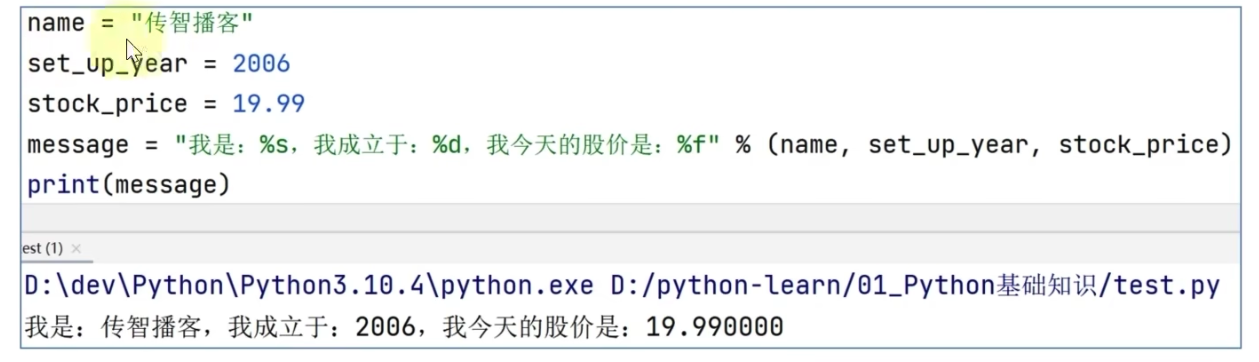 name = "传智播客"
set_up_year = 2006
stock_price = 19.99
message = "我是：%s，我成立于：%d，我今天的股价是：%f" % (name, set_up_year, stock_price)
print(message)
est (1) ×
D:\dev\Python\Python3.10.4\python.exe D:/python-learn/01_Python基础知识/test.py
我是：传智播客，我成立于：2006，我今天的股价是：19.990000